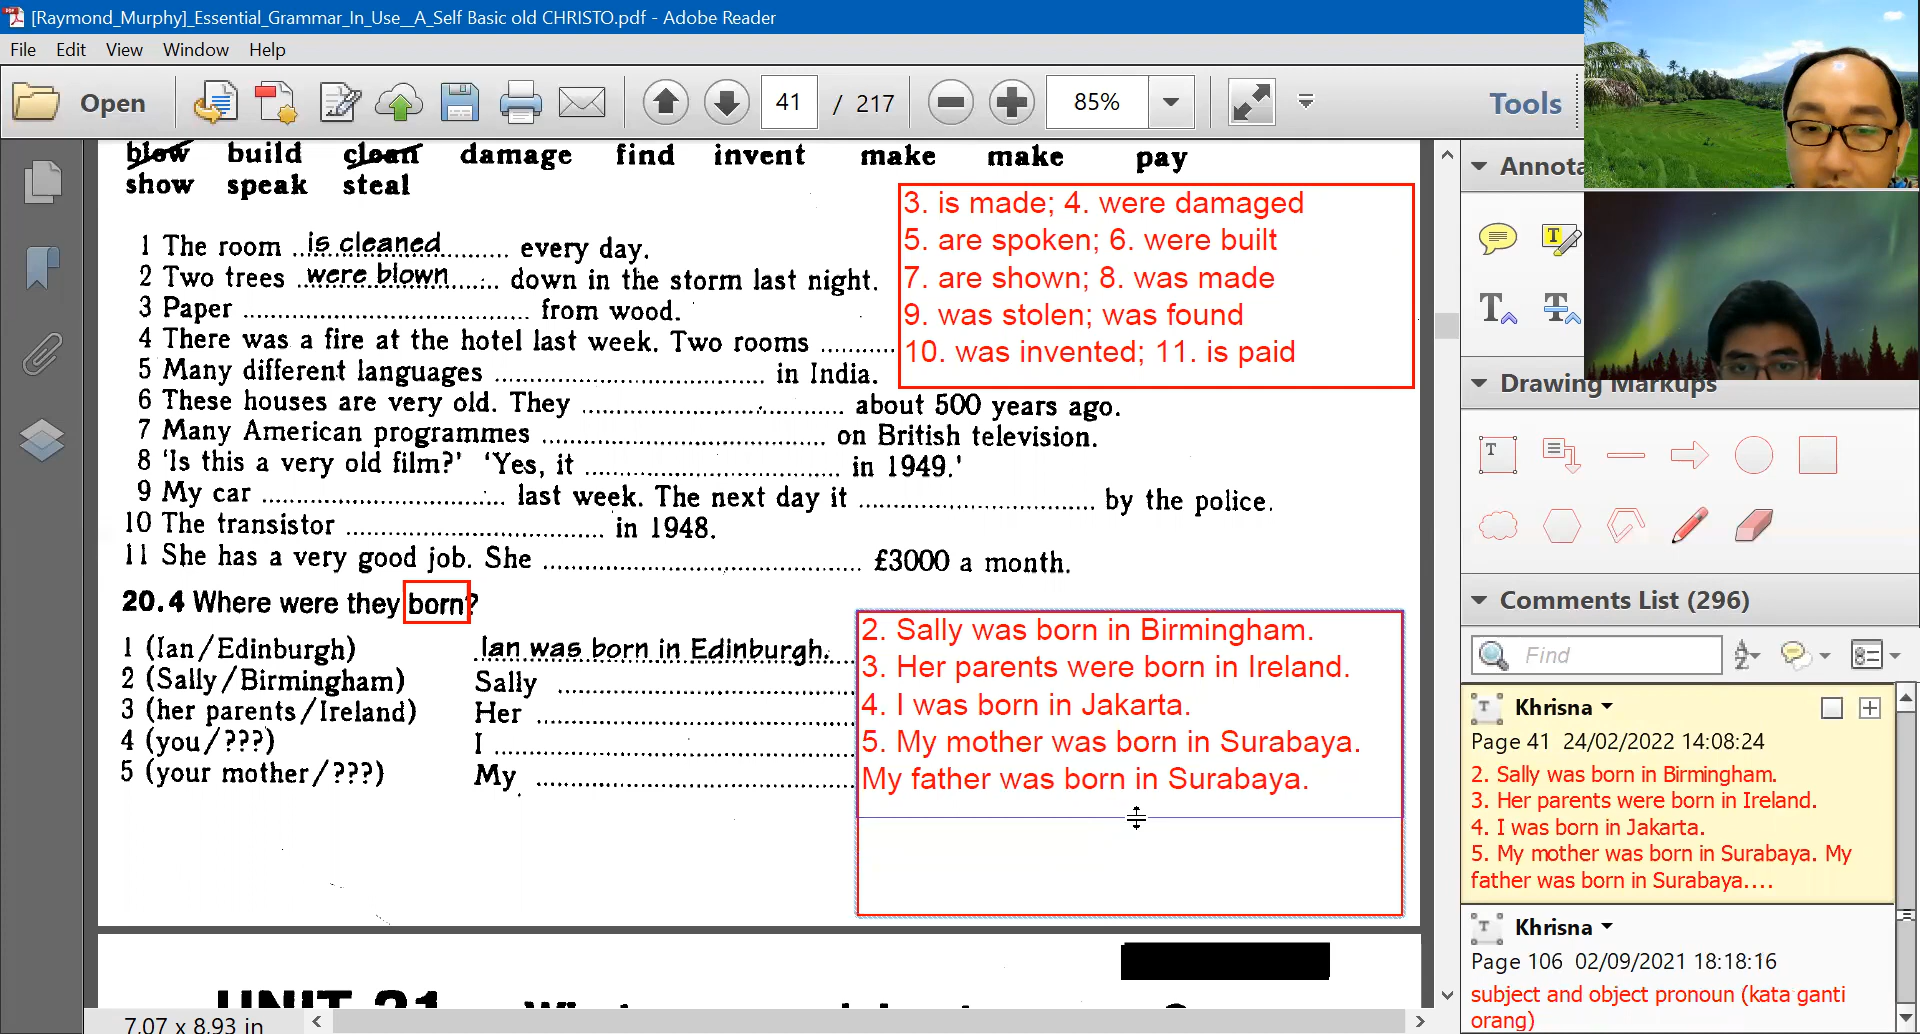 [Raymond_Murphy]_Essential_Grammar_In_Use__A_Self Basic old CHRISTO.pdf - Adobe Reader
File Edit View Window Help
Open
41 / 217
85%
Tools
blow build clean damage find invent make make pay
show speak steal
1 The room is cleaned every day.
2 Two trees were blown down in the storm last night.
3 Paper .............................. from wood.
4 There was a fire at the hotel last week. Two rooms ..........
5 Many different languages .............................. in India.
6 These houses are very old. They .............................. about 500 years ago.
7 Many American programmes .............................. on British television.
8 'Is this a very old film?' 'Yes, it .............................. in 1949.'
9 My car .............................. last week. The next day it .............................. by the police.
10 The transistor .............................. in 1948.
11 She has a very good job. She .............................. £3000 a month.
3. is made; 4. were damaged
5. are spoken; 6. were built
7. are shown; 8. was made
9. was stolen; was found
10. was invented; 11. is paid
20.4 Where were they born?
1 (Ian/Edinburgh) Ian was born in Edinburgh.
2 (Sally/Birmingham) Sally ..............................
3 (her parents/Ireland) Her ..............................
4 (you/???) I ..............................
5 (your mother/???) My ..............................
2. Sally was born in Birmingham.
3. Her parents were born in Ireland.
4. I was born in Jakarta.
5. My mother was born in Surabaya.
My father was born in Surabaya.
UNIT 21
7.07 x 8.93 in
Annota
Drawing Markups
Comments List (296)
Find
Khrisna
Page 41 24/02/2022 14:08:24
2. Sally was born in Birmingham.
3. Her parents were born in Ireland.
4. I was born in Jakarta.
5. My mother was born in Surabaya. My
father was born in Surabaya....
Khrisna
Page 106 02/09/2021 18:18:16
subject and object pronoun (kata ganti
orang)